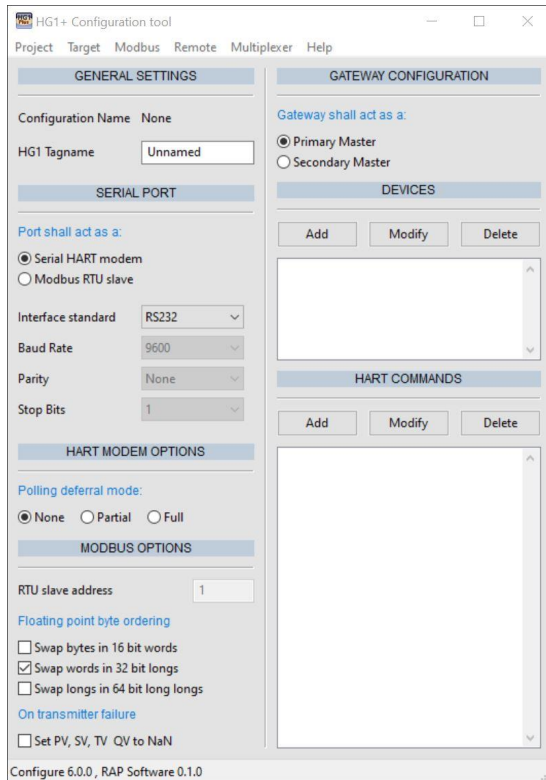 HG1+ Configuration tool
Project Target Modbus Remote Multiplexer Help
GENERAL SETTINGS
Configuration Name None
HG1 Tagname Unnamed
SERIAL PORT
Port shall act as a:
Serial HART modem
Modbus RTU slave
Interface standard RS232
Baud Rate 9600
Parity None
Stop Bits 1
HART MODEM OPTIONS
Polling deferral mode:
None Partial Full
MODBUS OPTIONS
RTU slave address 1
Floating point byte ordering
Swap bytes in 16 bit words
Swap words in 32 bit longs
Swap longs in 64 bit long longs
On transmitter failure
Set PV, SV, TV QV to NaN
GATEWAY CONFIGURATION
Gateway shall act as a:
Primary Master
Secondary Master
DEVICES
Add Modify Delete
HART COMMANDS
Add Modify Delete
Configure 6.0.0 , RAP Software 0.1.0